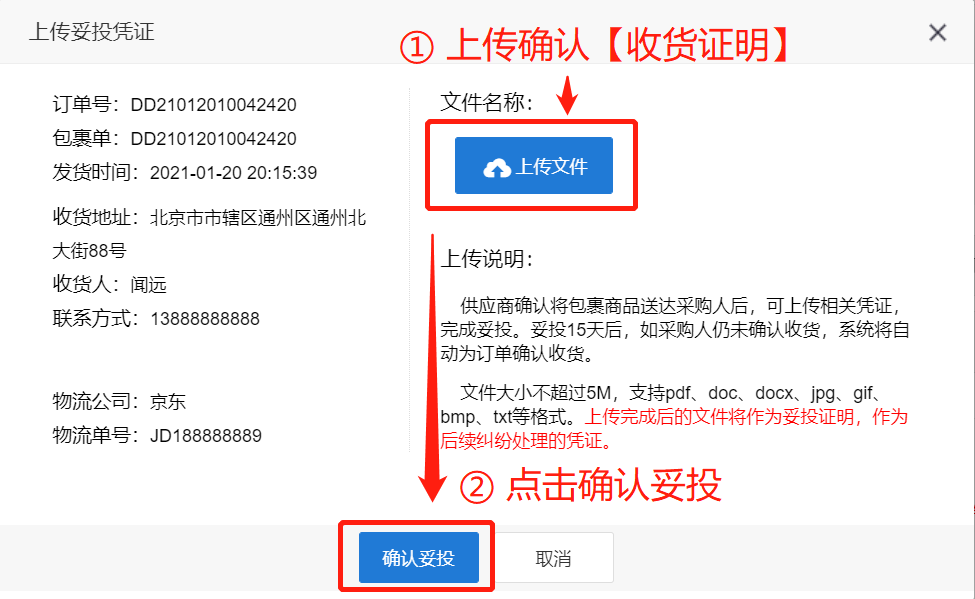 上传妥投凭证
① 上传确认【收货证明】
订单号：DD21012010042420
包裹单：DD21012010042420
发货时间：2021-01-20 20:15:39
收货地址：北京市市辖区通州区通州北
大街88号
收货人：闻远
联系方式：13888888888
物流公司：京东
物流单号：JD188888889
文件名称：
上传文件
上传说明：
供应商确认将包裹商品送达采购人后，可上传相关凭证，
完成妥投。妥投15天后，如采购人仍未确认收货，系统将自
动为订单确认收货。
文件大小不超过5M，支持pdf、doc、docx、jpg、gif、
bmp、txt等格式。上传完成后的文件将作为妥投证明，作为
后续纠纷处理的凭证。
② 点击确认妥投
确认妥投
取消